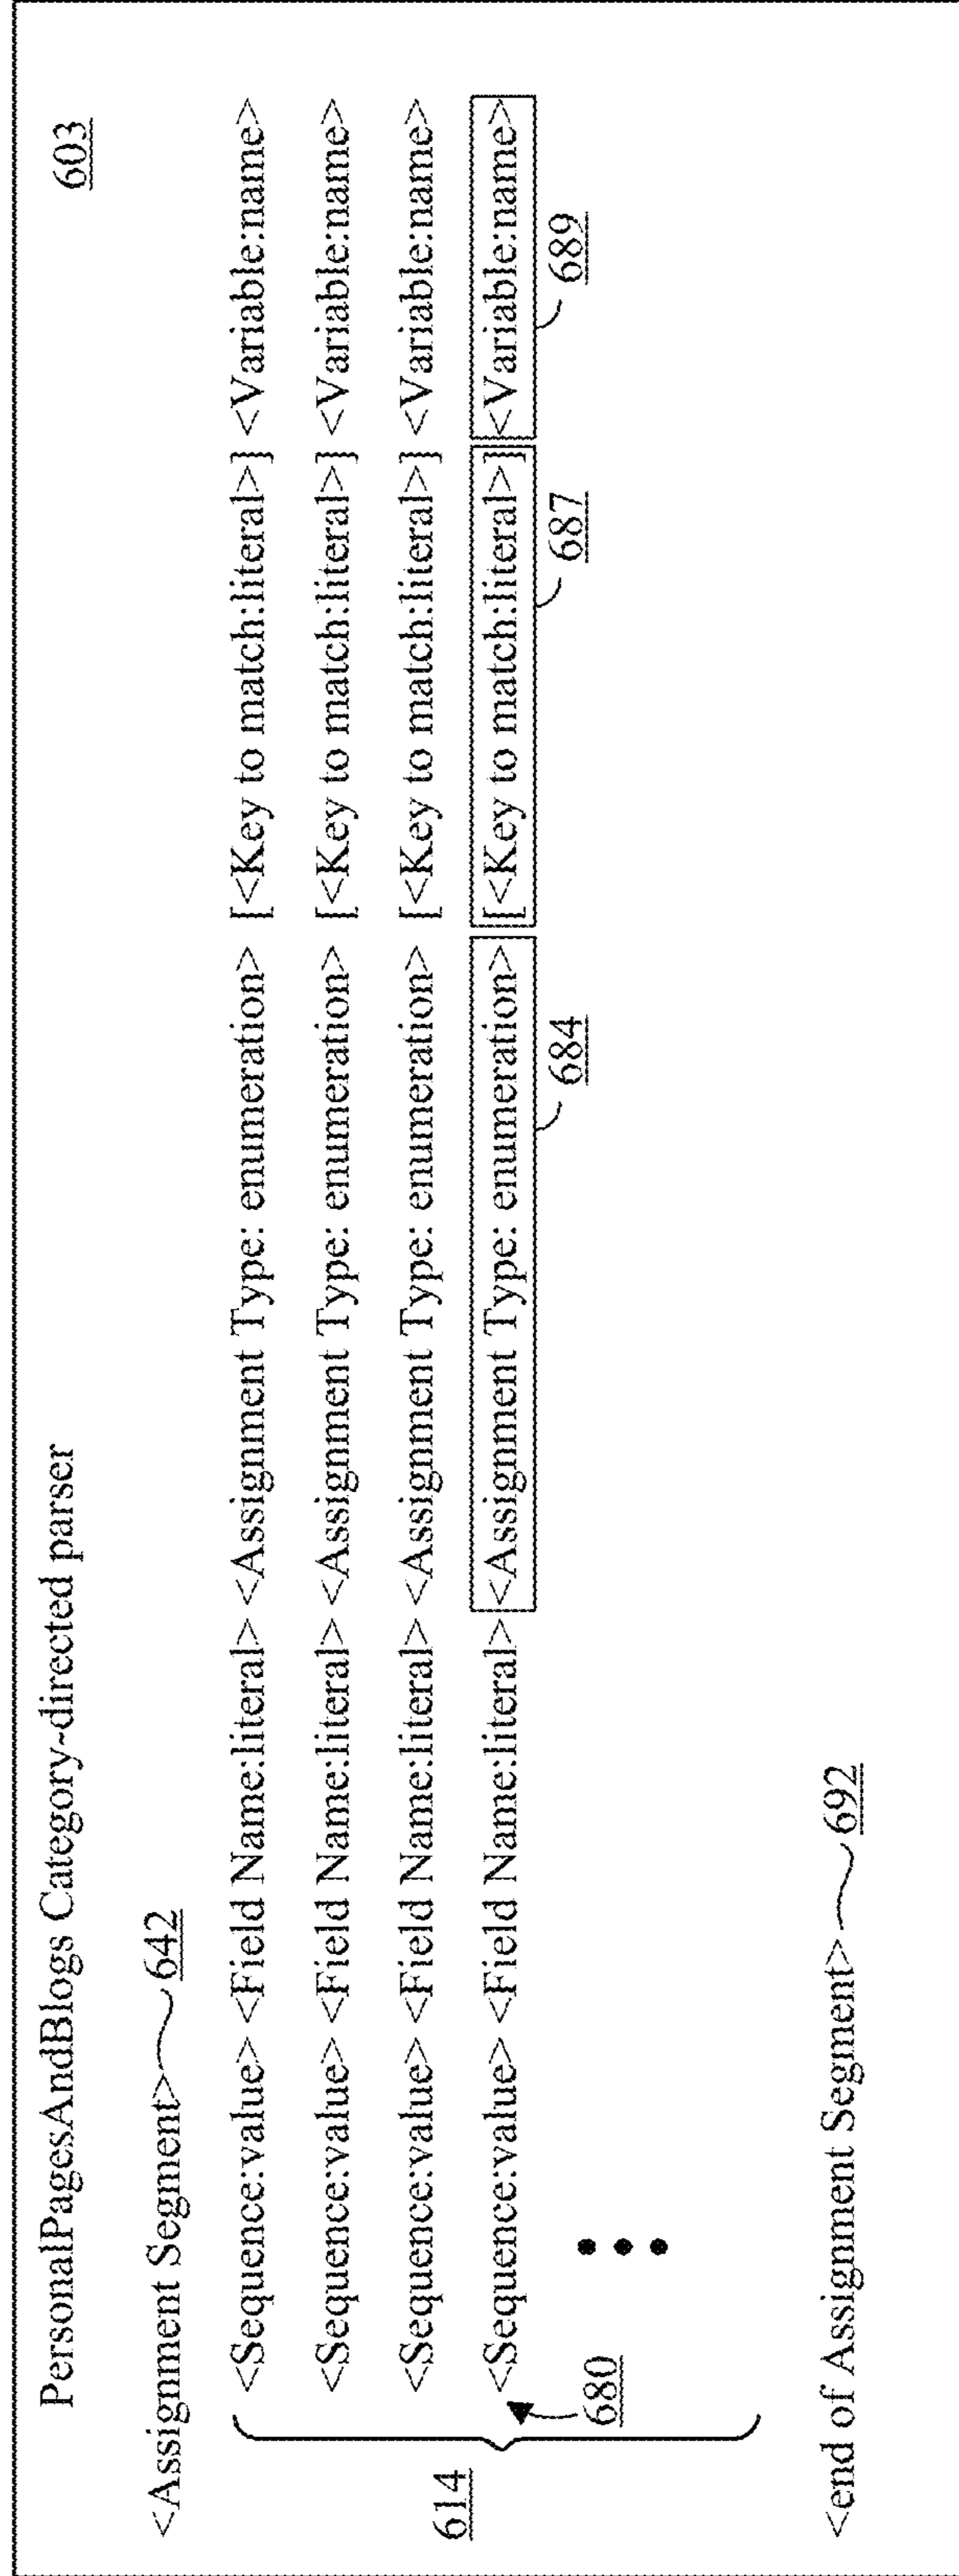 PersonalPagesAndBlogs Category-directed parser 603
<Assignment Segment> 642
<Sequence:value> <Field Name:literal> <Assignment Type: enumeration> [<Key to match:literal>] <Variable:name>
<Sequence:value> <Field Name:literal> <Assignment Type: enumeration> [<Key to match:literal>] <Variable:name>
<Sequence:value> <Field Name:literal> <Assignment Type: enumeration> [<Key to match:literal>] <Variable:name>
614
<Sequence:value> <Field Name:literal> <Assignment Type: enumeration> [<Key to match:literal>] <Variable:name>
680 684 687 689
<end of Assignment Segment> 692